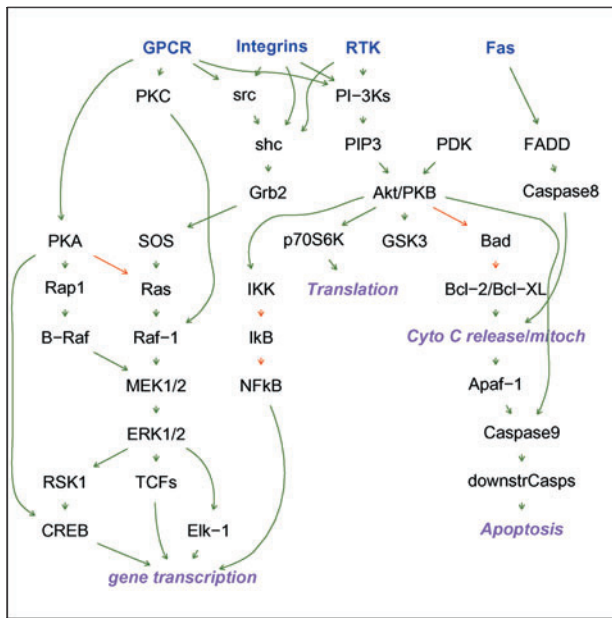 GPCR Integrins RTK Fas
PKC src PI−3Ks
shc PIP3 PDK FADD
Grb2 Akt/PKB Caspase8
PKA SOS p70S6K GSK3 Bad
Rap1 Ras IKK Translation Bcl−2/Bcl−XL
B−Raf Raf−1 IkB Cyto C release/mitoch
MEK1/2 NFkB Apaf−1
ERK1/2 Caspase9
RSK1 TCFs downstrCasps
CREB Elk−1 Apoptosis
gene transcription